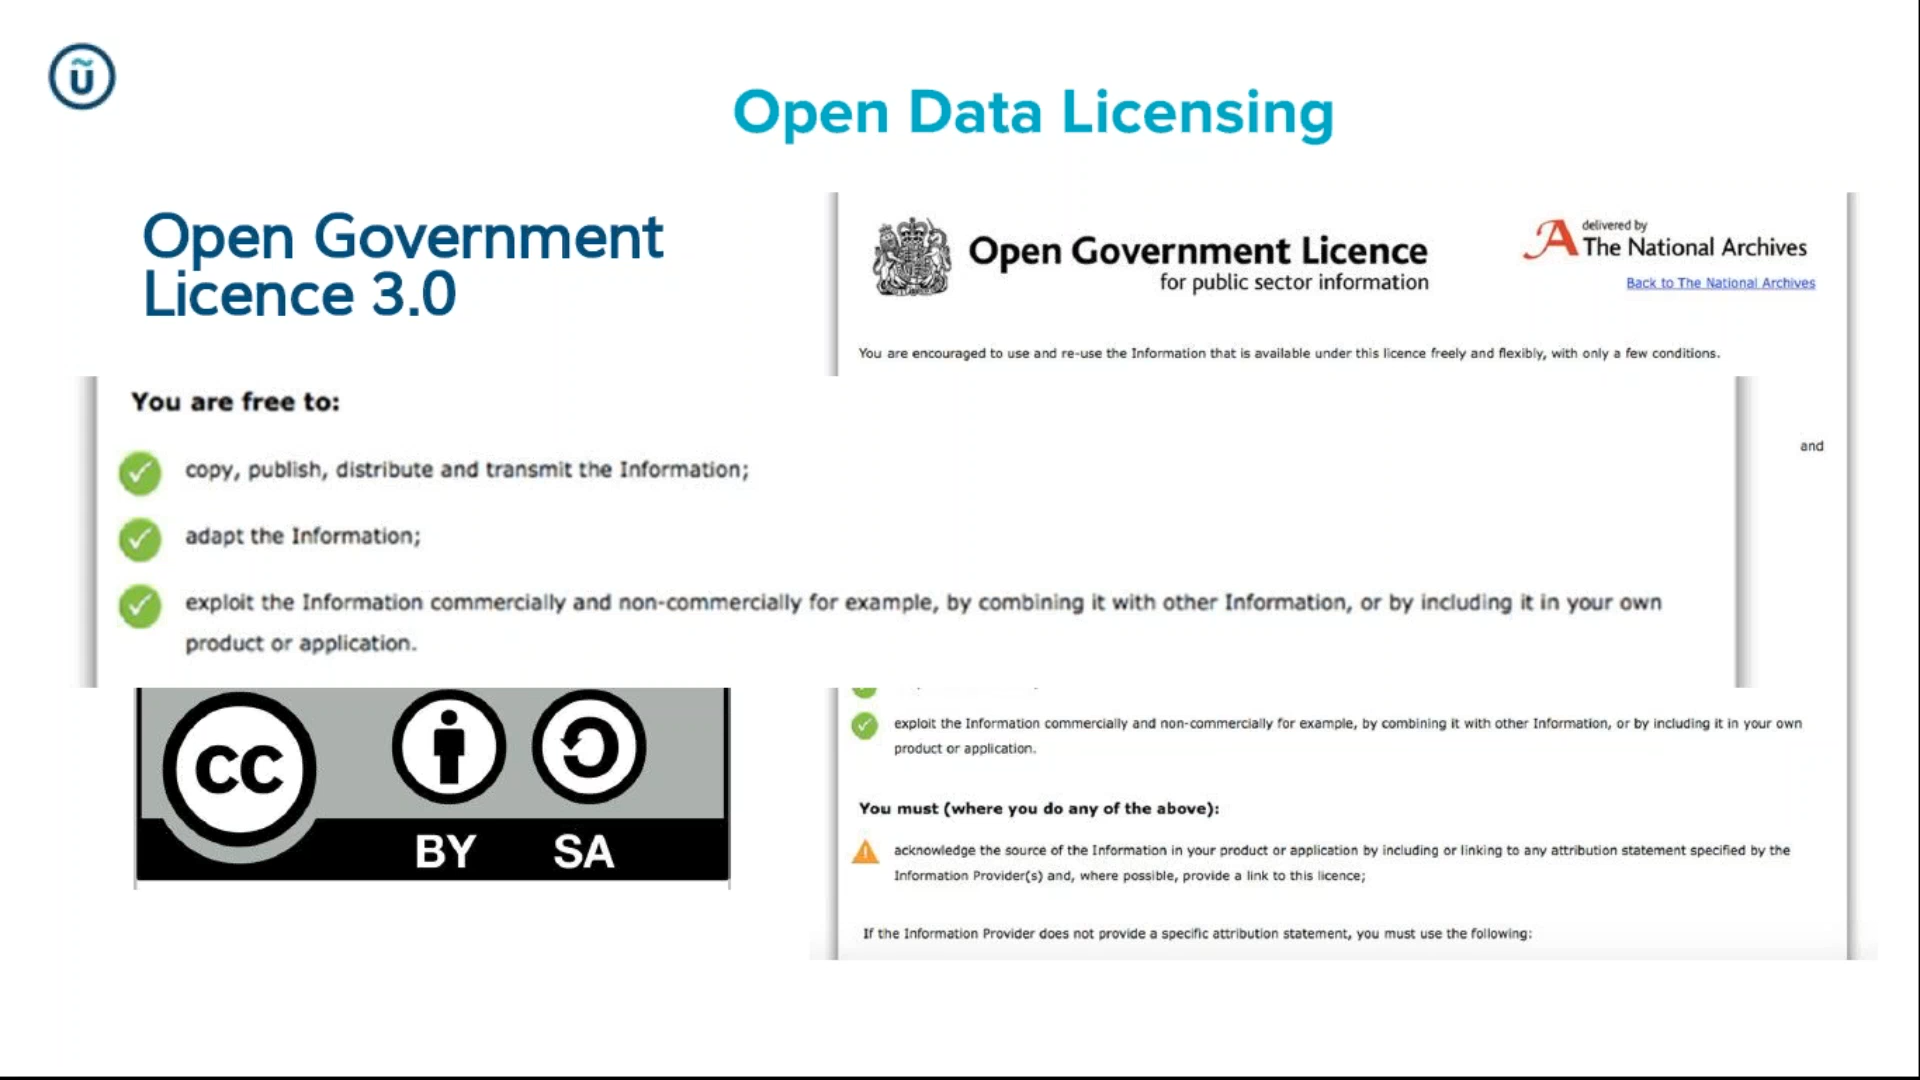 ũ
Open Data Licensing
Open Government
Licence 3.0
Open Government Licence
for public sector information
delivered by
The National Archives
Back to The National Archives
You are encouraged to use and re-use the Information that is available under this licence freely and flexibly, with only a few conditions.
and
You are free to:
copy, publish, distribute and transmit the Information;
adapt the Information;
exploit the Information commercially and non-commercially for example, by combining it with other Information, or by including it in your own
product or application.
cc
BY SA
exploit the Information commercially and non-commercially for example, by combining it with other Information, or by including it in your own
product or application.
You must (where you do any of the above):
acknowledge the source of the Information in your product or application by including or linking to any attribution statement specified by the
Information Provider(s) and, where possible, provide a link to this licence;
If the Information Provider does not provide a specific attribution statement, you must use the following: